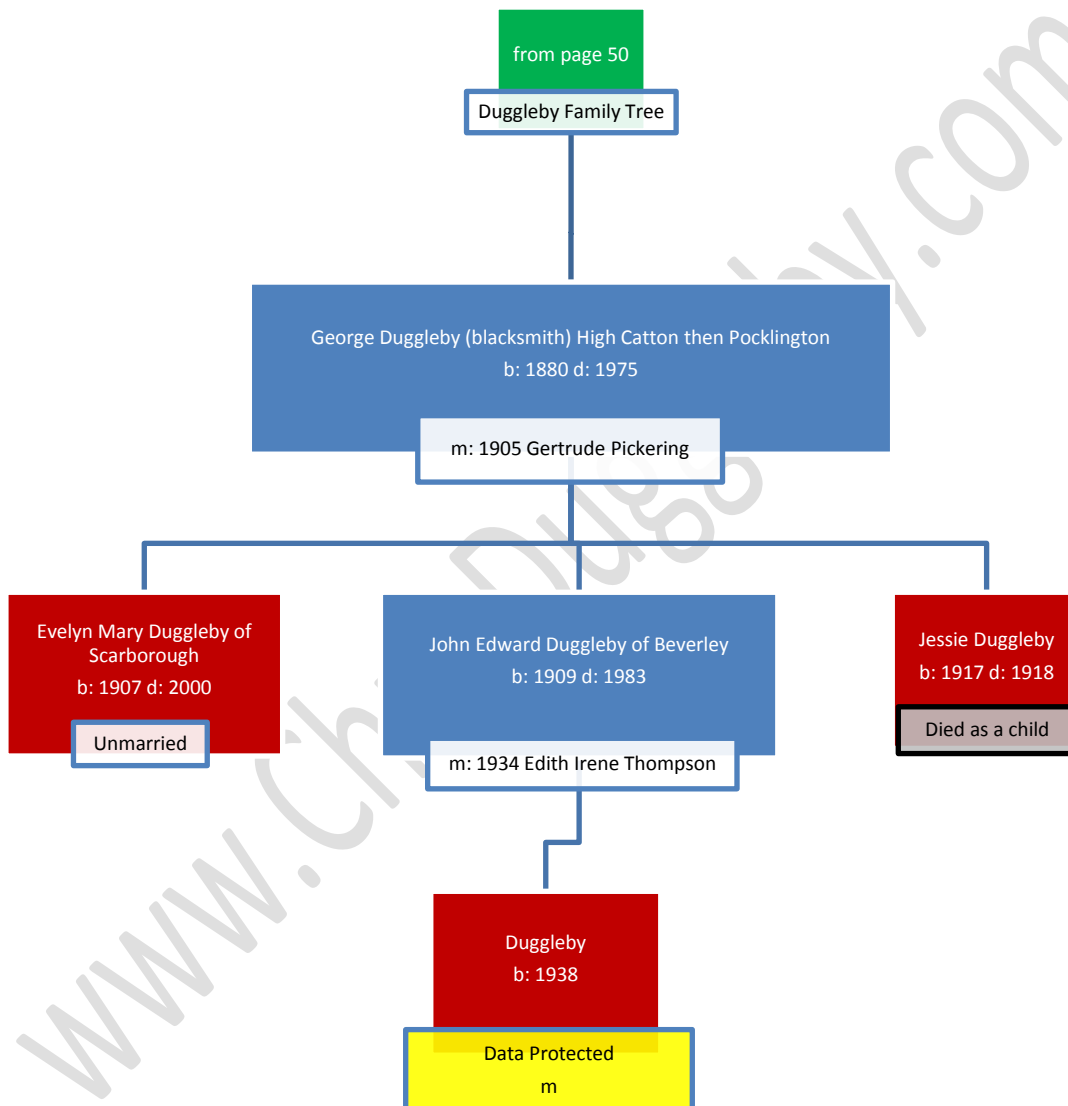 from page 50
Duggleby Family Tree
George Duggleby (blacksmith) High Catton then Pocklington
b: 1880 d: 1975
m: 1905 Gertrude Pickering
Evelyn Mary Duggleby of
Scarborough
b: 1907 d: 2000
Unmarried
John Edward Duggleby of Beverley
b: 1909 d: 1983
m: 1934 Edith Irene Thompson
Jessie Duggleby
b: 1917 d: 1918
Died as a child
Duggleby
b: 1938
Data Protected
m